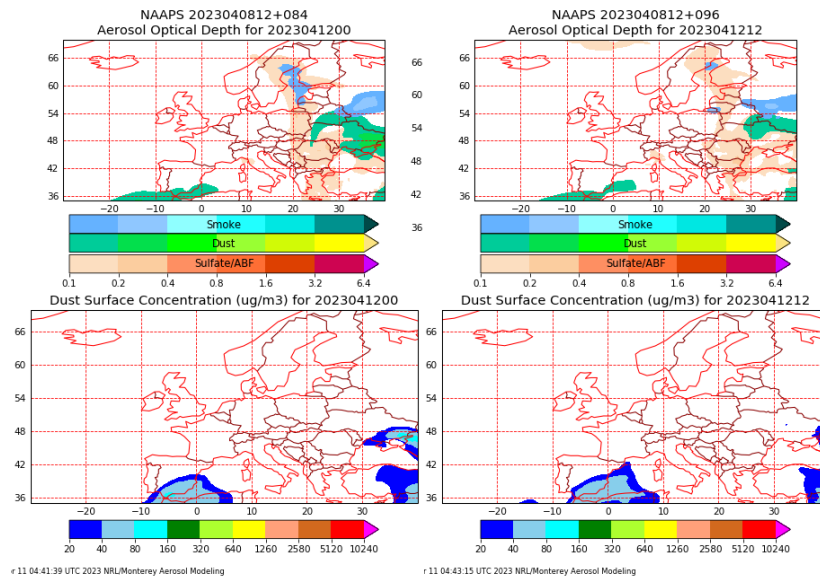 NAAPS 2023040812+084
Aerosol Optical Depth for 2023041200
66
60
54
48
42
36
−20 −10 0 10 20 30
Smoke
Dust
Sulfate/ABF
0.1 0.2 0.4 0.8 1.6 3.2 6.4
NAAPS 2023040812+096
Aerosol Optical Depth for 2023041212
66
60
54
48
42
36
66
60
54
48
42
36
−20 −10 0 10 20 30
Smoke
Dust
Sulfate/ABF
0.1 0.2 0.4 0.8 1.6 3.2 6.4
Dust Surface Concentration (ug/m3) for 2023041200
66
60
54
48
42
36
−20 −10 0 10 20 30
20 40 80 160 320 640 1260 2580 5120 10240
r 11 04:41:39 UTC 2023 NRL/Monterey Aerosol Modeling
Dust Surface Concentration (ug/m3) for 2023041212
66
60
54
48
42
36
−20 −10 0 10 20 30
20 40 80 160 320 640 1260 2580 5120 10240
r 11 04:43:15 UTC 2023 NRL/Monterey Aerosol Modeling